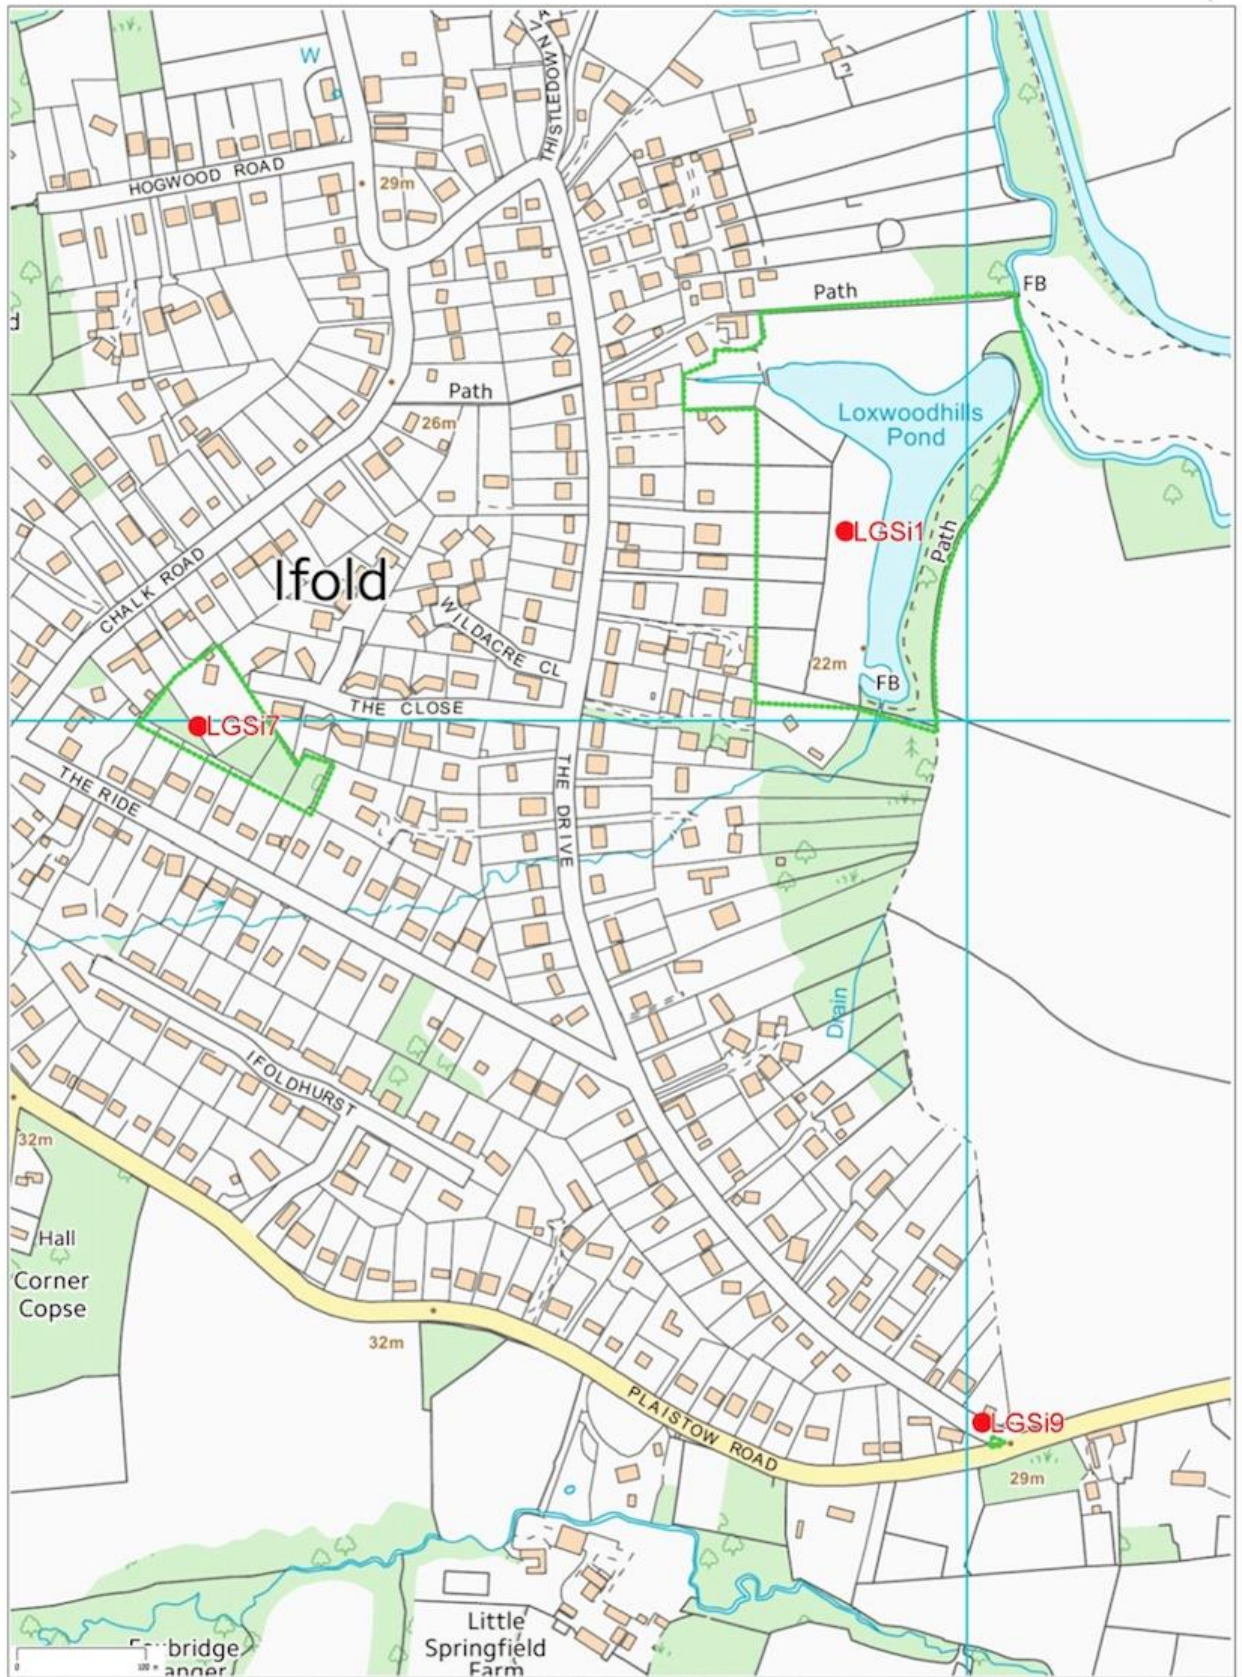 W
THISTLEDOWN
HOGWOOD ROAD
29m
FB
Path
d
Path
26m
Loxwoodhills
Pond
LGSi1
Path
CHALK ROAD
Ifold
WILDACRE CL
22m
FB
THE CLOSE
LGSi7
THE RIDE
THE DRIVE
Drain
IFOLDHURST
32m
Hall
Corner
Copse
32m
PLAISTOW ROAD
LGSi9
29m
Little
Springfield
Farm
0
100 m